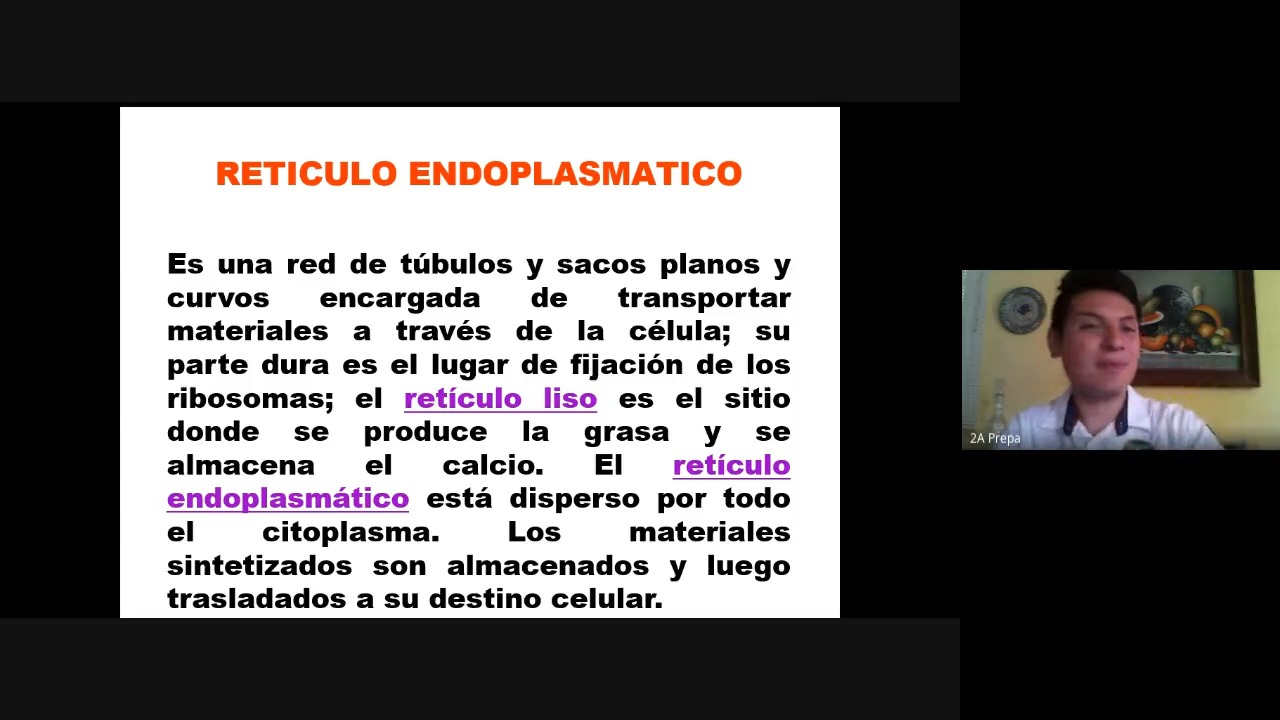 RETICULO ENDOPLASMATICO
Es una red de túbulos y sacos planos y
curvos encargada de transportar
materiales a través de la célula; su
parte dura es el lugar de fijación de los
ribosomas; el retículo liso es el sitio
donde se produce la grasa y se
almacena el calcio. El retículo
endoplasmático está disperso por todo
el citoplasma. Los materiales
sintetizados son almacenados y luego
trasladados a su destino celular.
2A Prepa